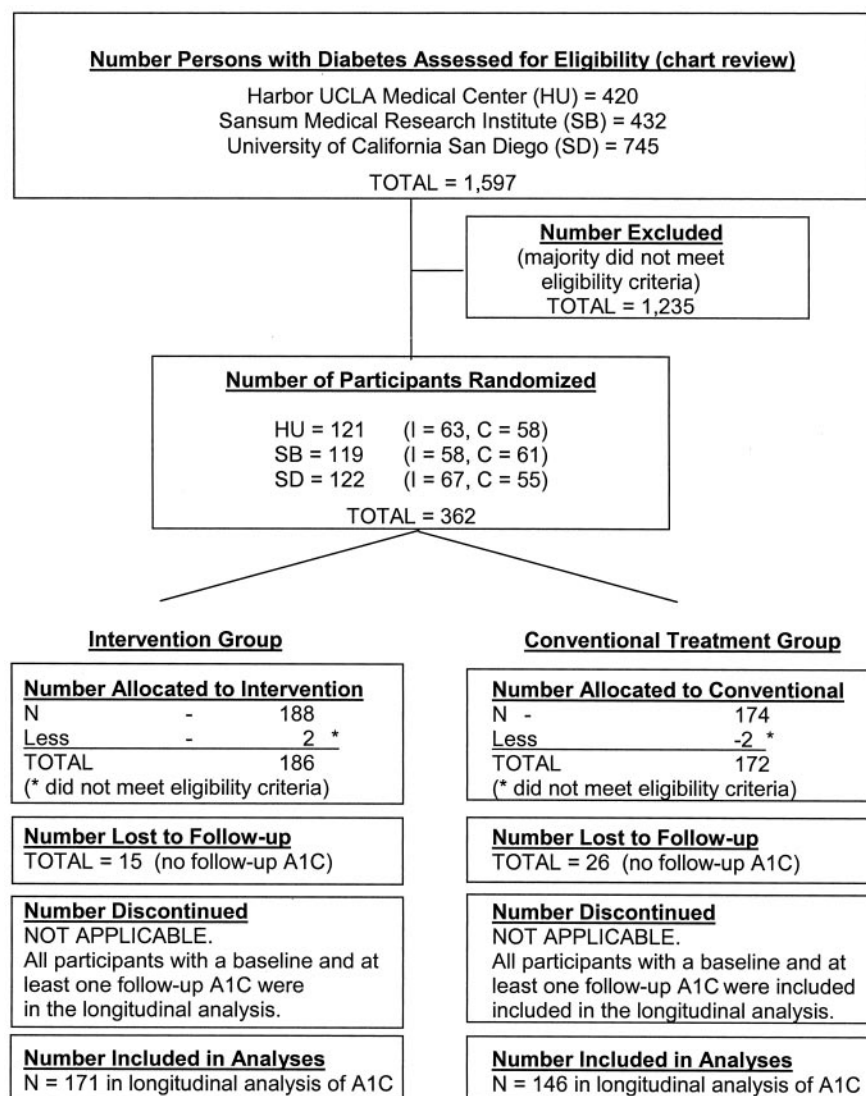 Number Persons with Diabetes Assessed for Eligibility (chart review)
Harbor UCLA Medical Center (HU) = 420
Sansum Medical Research Institute (SB) = 432
University of California San Diego (SD) = 745
TOTAL = 1,597
Number Excluded
(majority did not meet
eligibility criteria)
TOTAL = 1,235
Number of Participants Randomized
HU = 121 (I = 63, C = 58)
SB = 119 (I = 58, C = 61)
SD = 122 (I = 67, C = 55)
TOTAL = 362
Intervention Group
Number Allocated to Intervention
N - 188
Less - 2 *
TOTAL 186
(* did not meet eligibility criteria)
Number Lost to Follow-up
TOTAL = 15 (no follow-up A1C)
Number Discontinued
NOT APPLICABLE.
All participants with a baseline and at
least one follow-up A1C were
in the longitudinal analysis.
Number Included in Analyses
N = 171 in longitudinal analysis of A1C
Conventional Treatment Group
Number Allocated to Conventional
N - 174
Less -2 *
TOTAL 172
(* did not meet eligibility criteria)
Number Lost to Follow-up
TOTAL = 26 (no follow-up A1C)
Number Discontinued
NOT APPLICABLE.
All participants with a baseline and at
least one follow-up A1C were included
included in the longitudinal analysis.
Number Included in Analyses
N = 146 in longitudinal analysis of A1C